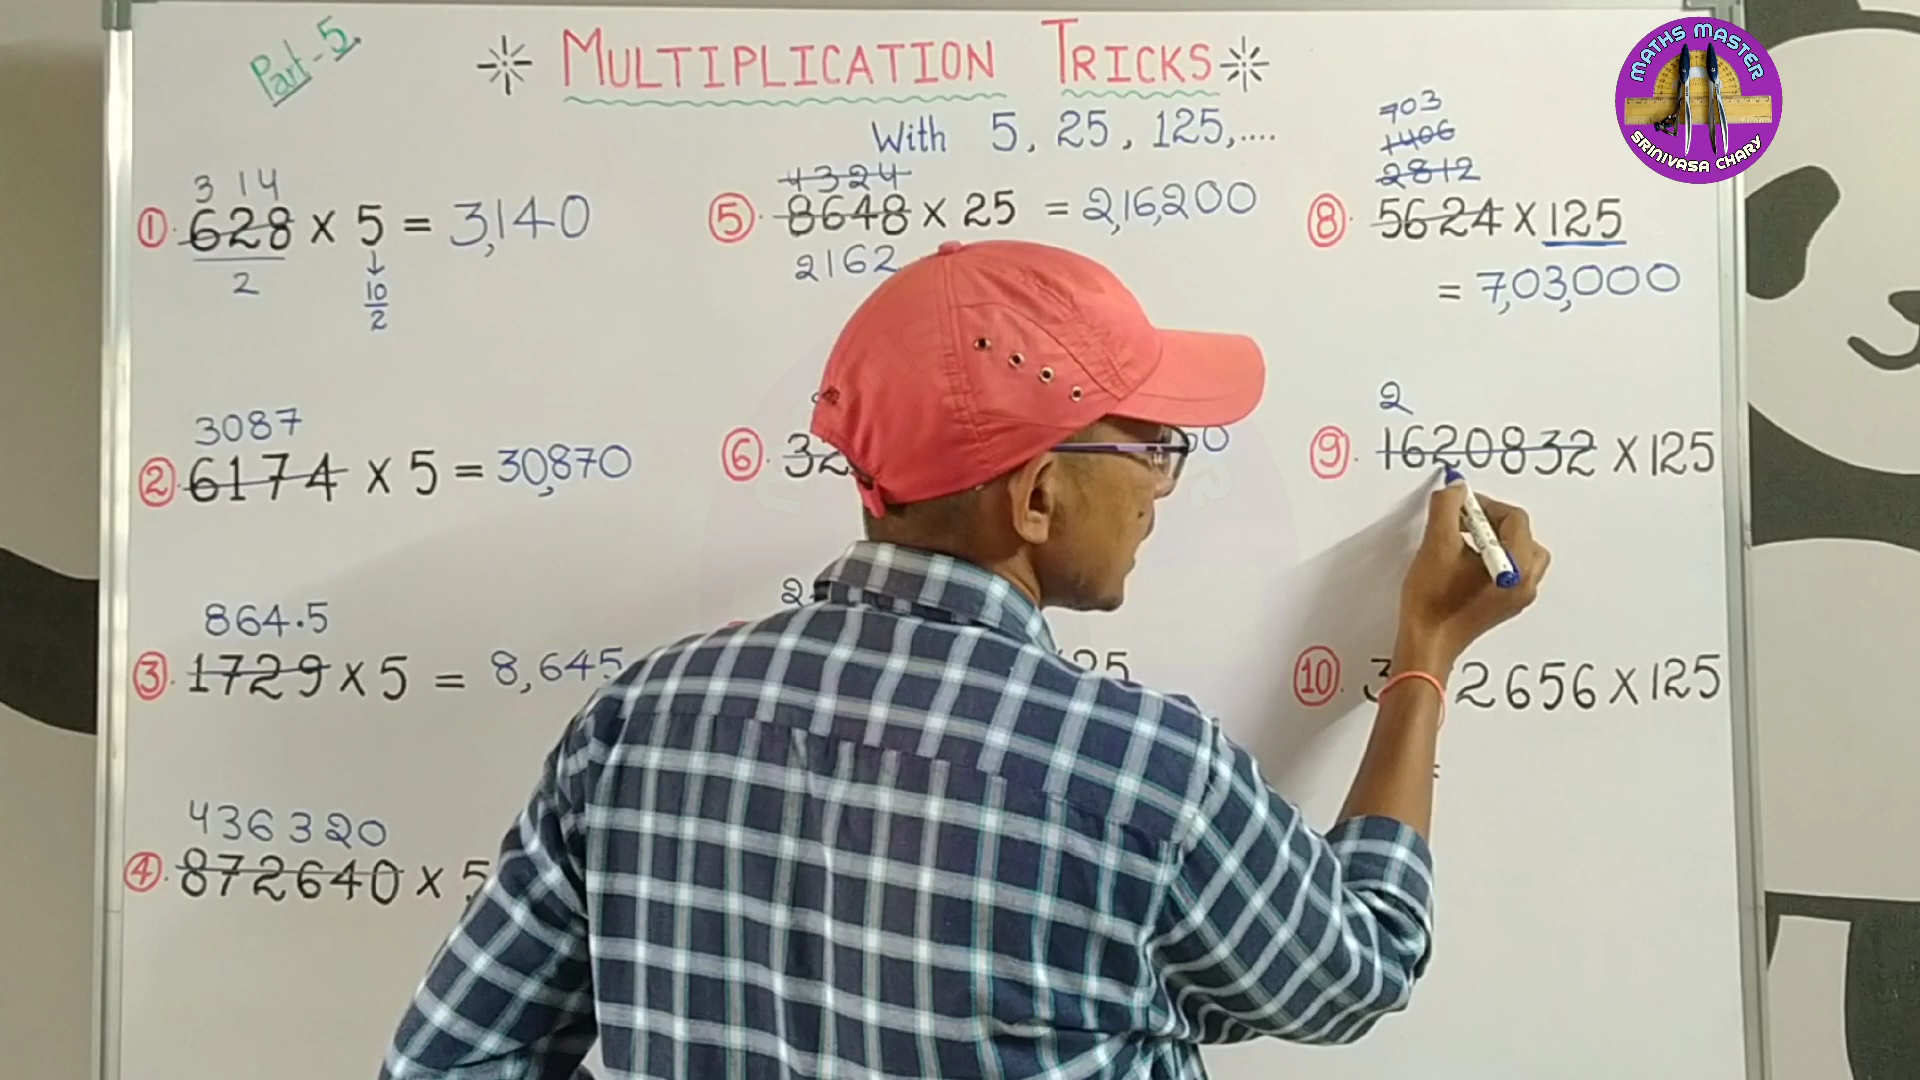 Part-5
MULTIPLICATION TRICKS
With 5, 25, 125,....
MATHS MASTER
SRINIVASA CHARY
3 14
① 628 × 5 = 3,140
2
10
2
3087
② 6174 × 5 = 30,870
864.5
③ 1729 × 5 = 8,645
436320
④ 872640 × 5
4324
⑤ 8648 × 25 = 2,16,200
2162
⑥
703
1406
2812
⑧ 5624 × 125
= 7,03,000
2
⑨ 1620832 × 125
⑩ 2656 × 125